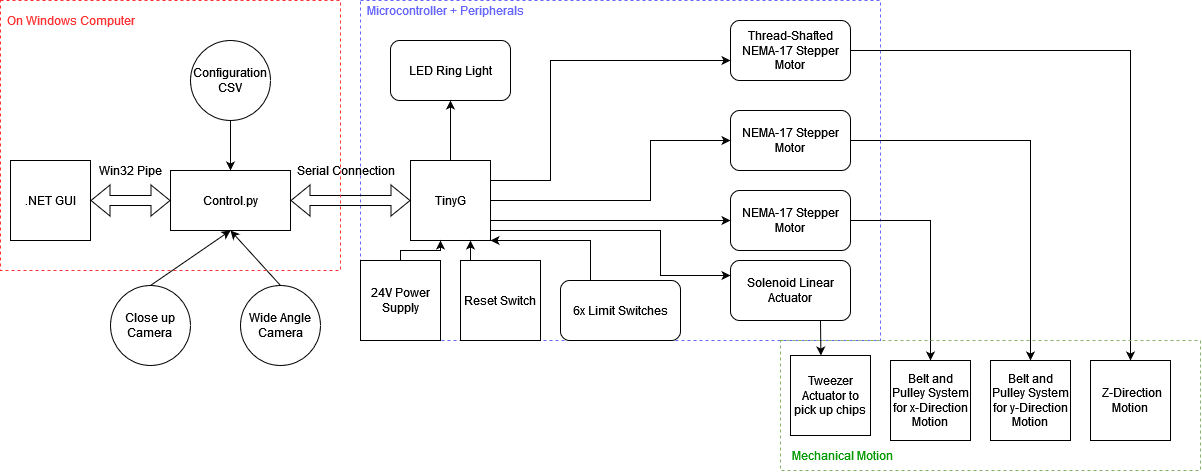 On Windows Computer
Microcontroller + Peripherals
Configuration
CSV
LED Ring Light
Thread-Shafted
NEMA-17 Stepper
Motor
NEMA-17 Stepper
Motor
Win32 Pipe
Serial Connection
.NET GUI
Control.py
TinyG
NEMA-17 Stepper
Motor
24V Power
Supply
Reset Switch
6x Limit Switches
Solenoid Linear
Actuator
Close up
Camera
Wide Angle
Camera
Tweezer
Actuator to
pick up chips
Belt and
Pulley System
for x-Direction
Motion
Belt and
Pulley System
for y-Direction
Motion
Z-Direction
Motion
Mechanical Motion